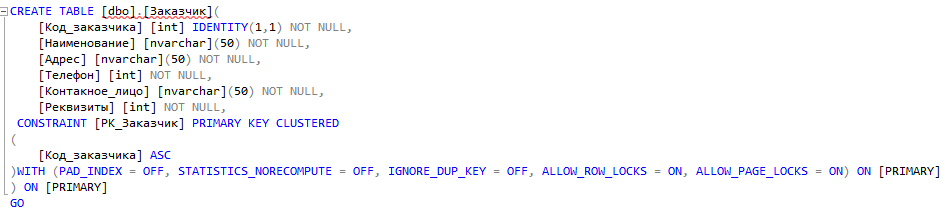 CREATE TABLE [dbo].[Заказчик](
[Код_заказчика] [int] IDENTITY(1,1) NOT NULL,
[Наименование] [nvarchar](50) NOT NULL,
[Адрес] [nvarchar](50) NOT NULL,
[Телефон] [int] NOT NULL,
[Контакное_лицо] [nvarchar](50) NOT NULL,
[Реквизиты] [int] NOT NULL,
CONSTRAINT [PK_Заказчик] PRIMARY KEY CLUSTERED
(
[Код_заказчика] ASC
)WITH (PAD_INDEX = OFF, STATISTICS_NORECOMPUTE = OFF, IGNORE_DUP_KEY = OFF, ALLOW_ROW_LOCKS = ON, ALLOW_PAGE_LOCKS = ON) ON [PRIMARY]
) ON [PRIMARY]
GO